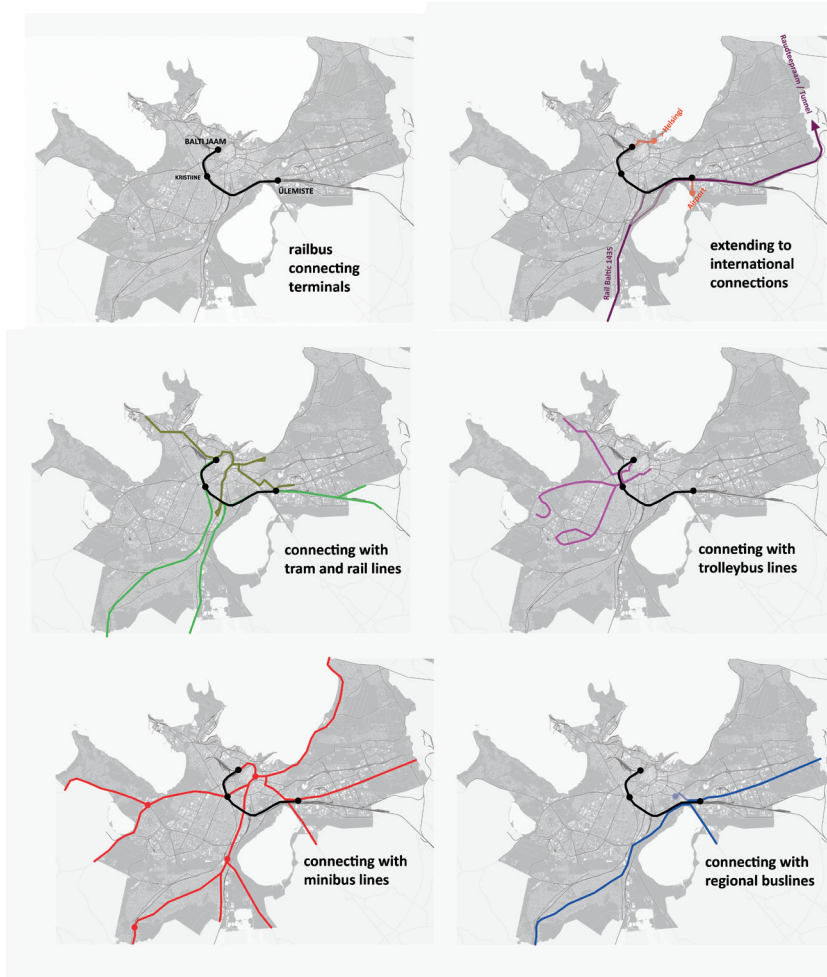 BALTI JAAM
KRISTIINE
ÜLEMISTE
railbus
connecting
terminals
Raudteepraam / Tunnel
Helsingi
Airport
Rail Baltic 1435
extending to
international
connections
connecting with
tram and rail lines
conneting with
trolleybus lines
connecting with
minibus lines
connecting with
regional buslines